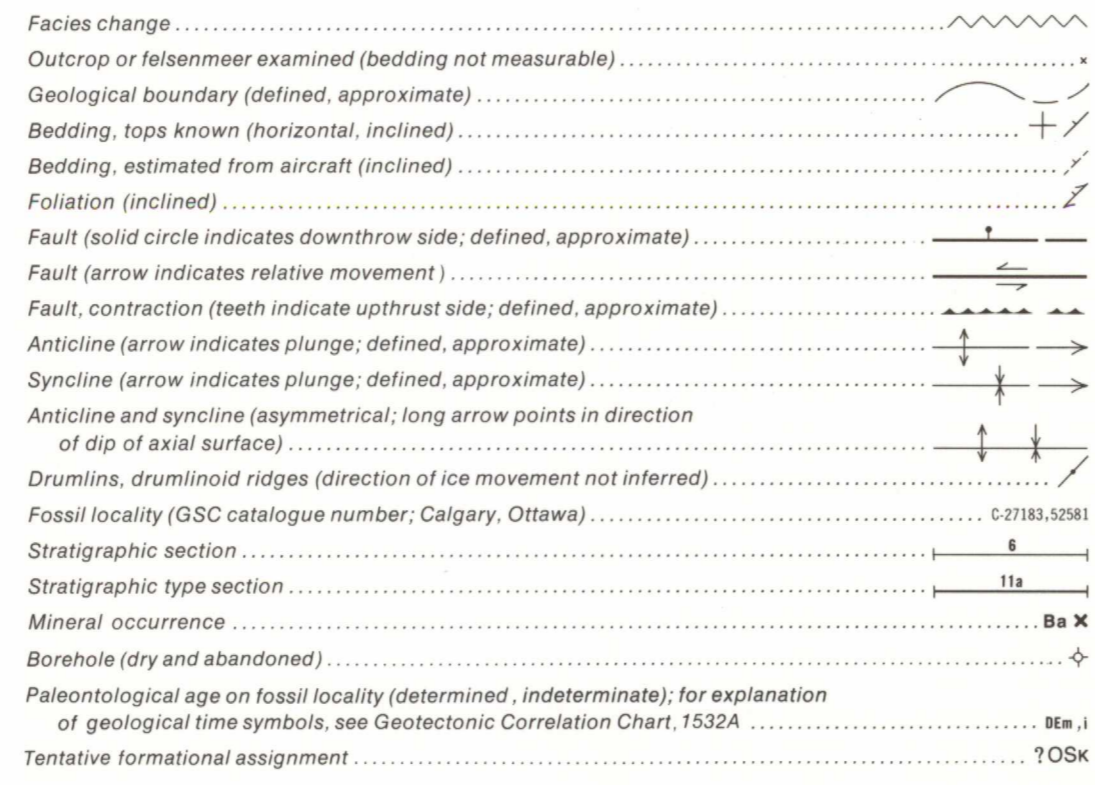 Facies change
Outcrop or felsenmeer examined (bedding not measurable) x
Geological boundary (defined, approximate)
Bedding, tops known (horizontal, inclined)
Bedding, estimated from aircraft (inclined)
Foliation (inclined)
Fault (solid circle indicates downthrow side; defined, approximate)
Fault (arrow indicates relative movement)
Fault, contraction (teeth indicate upthrust side; defined, approximate)
Anticline (arrow indicates plunge; defined, approximate)
Syncline (arrow indicates plunge; defined, approximate)
Anticline and syncline (asymmetrical; long arrow points in direction
of dip of axial surface)
Drumlins, drumlinoid ridges (direction of ice movement not inferred)
Fossil locality (GSC catalogue number; Calgary, Ottawa) C-27183,52581
Stratigraphic section 6
Stratigraphic type section 11a
Mineral occurrence Ba X
Borehole (dry and abandoned)
Paleontological age on fossil locality (determined, indeterminate); for explanation
of geological time symbols, see Geotectonic Correlation Chart, 1532A DEm,i
Tentative formational assignment ?OSK